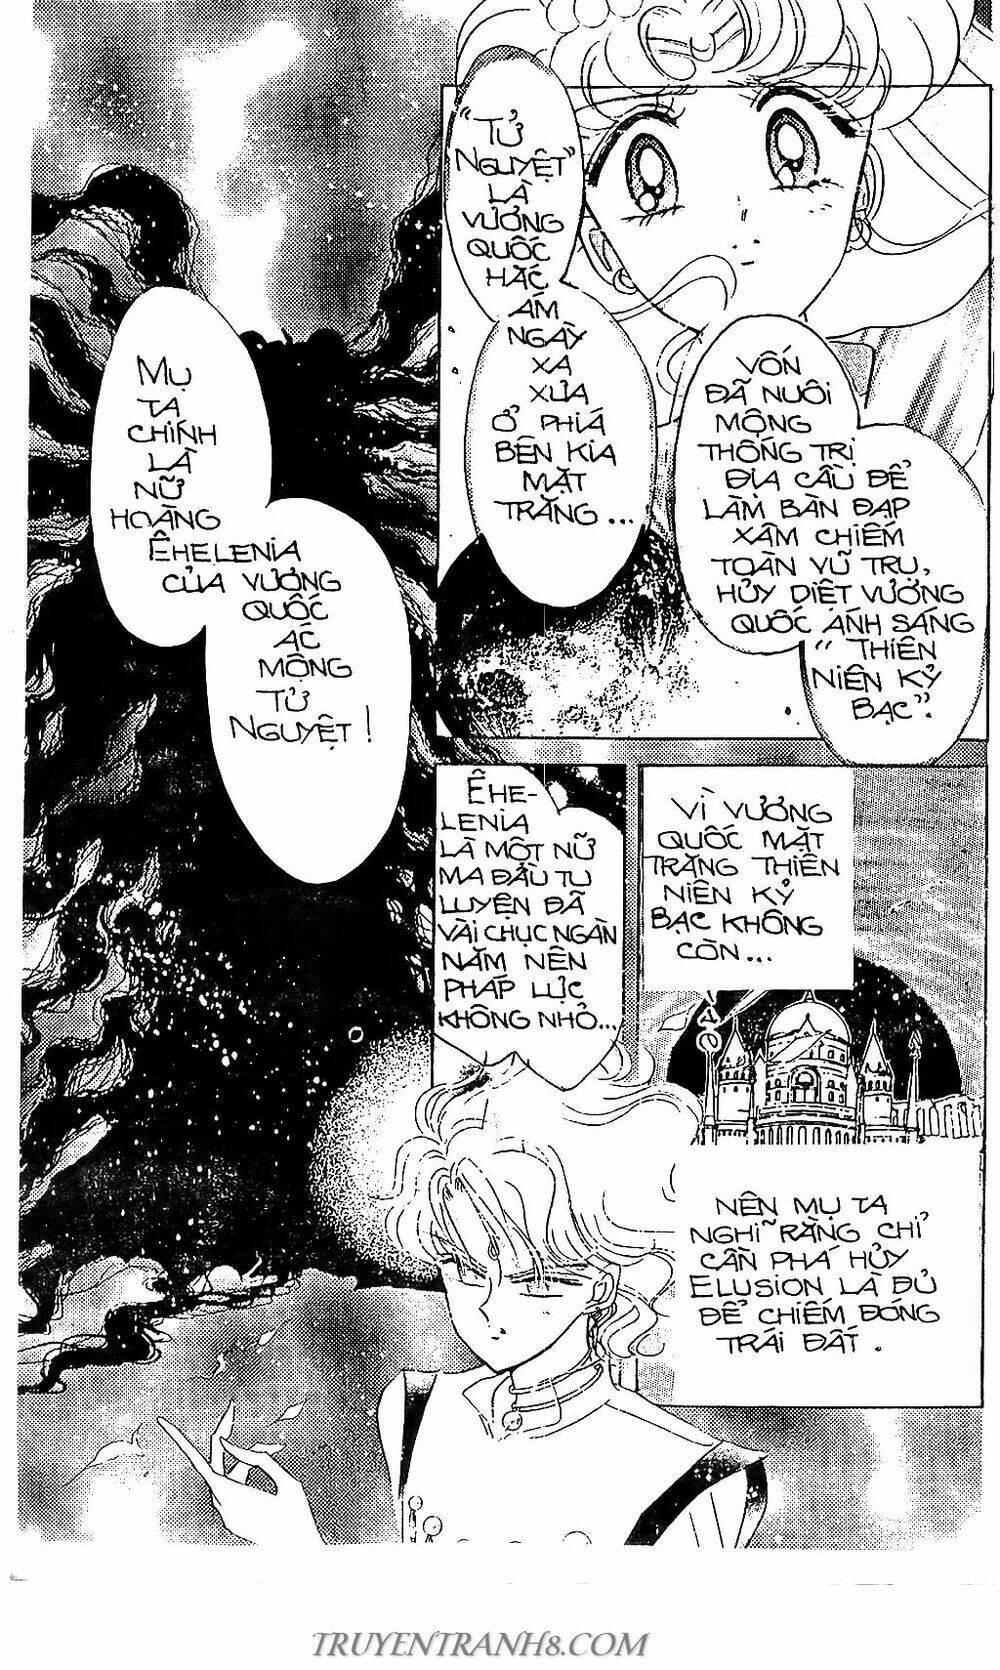 "TỬ
NGUYỆT"
LÀ
VƯƠNG
QUỐC
HẮC
ÁM
NGÀY
XA
XƯA
Ở PHIÁ
BÊN KIA
MẶT
TRĂNG...
VỐN
ĐÃ NUÔI
MỘNG
THỐNG TRỊ
ĐỊA CẦU ĐỂ
LÀM BÀN ĐẠP
XÂM CHIẾM
TOÀN VŨ TRỤ,
HỦY DIỆT VƯƠNG
QUỐC ÁNH SÁNG
"THIÊN
NIÊN KỶ
BẠC".
MỤ
TA
CHÍNH
LÀ
NỮ
HOÀNG
ÊHELENIA
CỦA VƯƠNG
QUỐC
ÁC
MỘNG
TỬ
NGUYỆT!
ÊHE-
LENIA
LÀ MỘT NỮ
MA ĐẦU TU
LUYỆN ĐÃ
VÀI CHỤC NGÀN
NĂM NÊN
PHÁP LỰC
KHÔNG NHỎ...
VÌ VƯƠNG
QUỐC MẶT
TRĂNG THIÊN
NIÊN KỶ
BẠC KHÔNG
CÒN...
NÊN MỤ TA
NGHĨ RẰNG CHỈ
CẦN PHÁ HỦY
ELUSION LÀ ĐỦ
ĐỂ CHIẾM ĐÓNG
TRÁI ĐẤT.
TRUYENTRANH8.COM